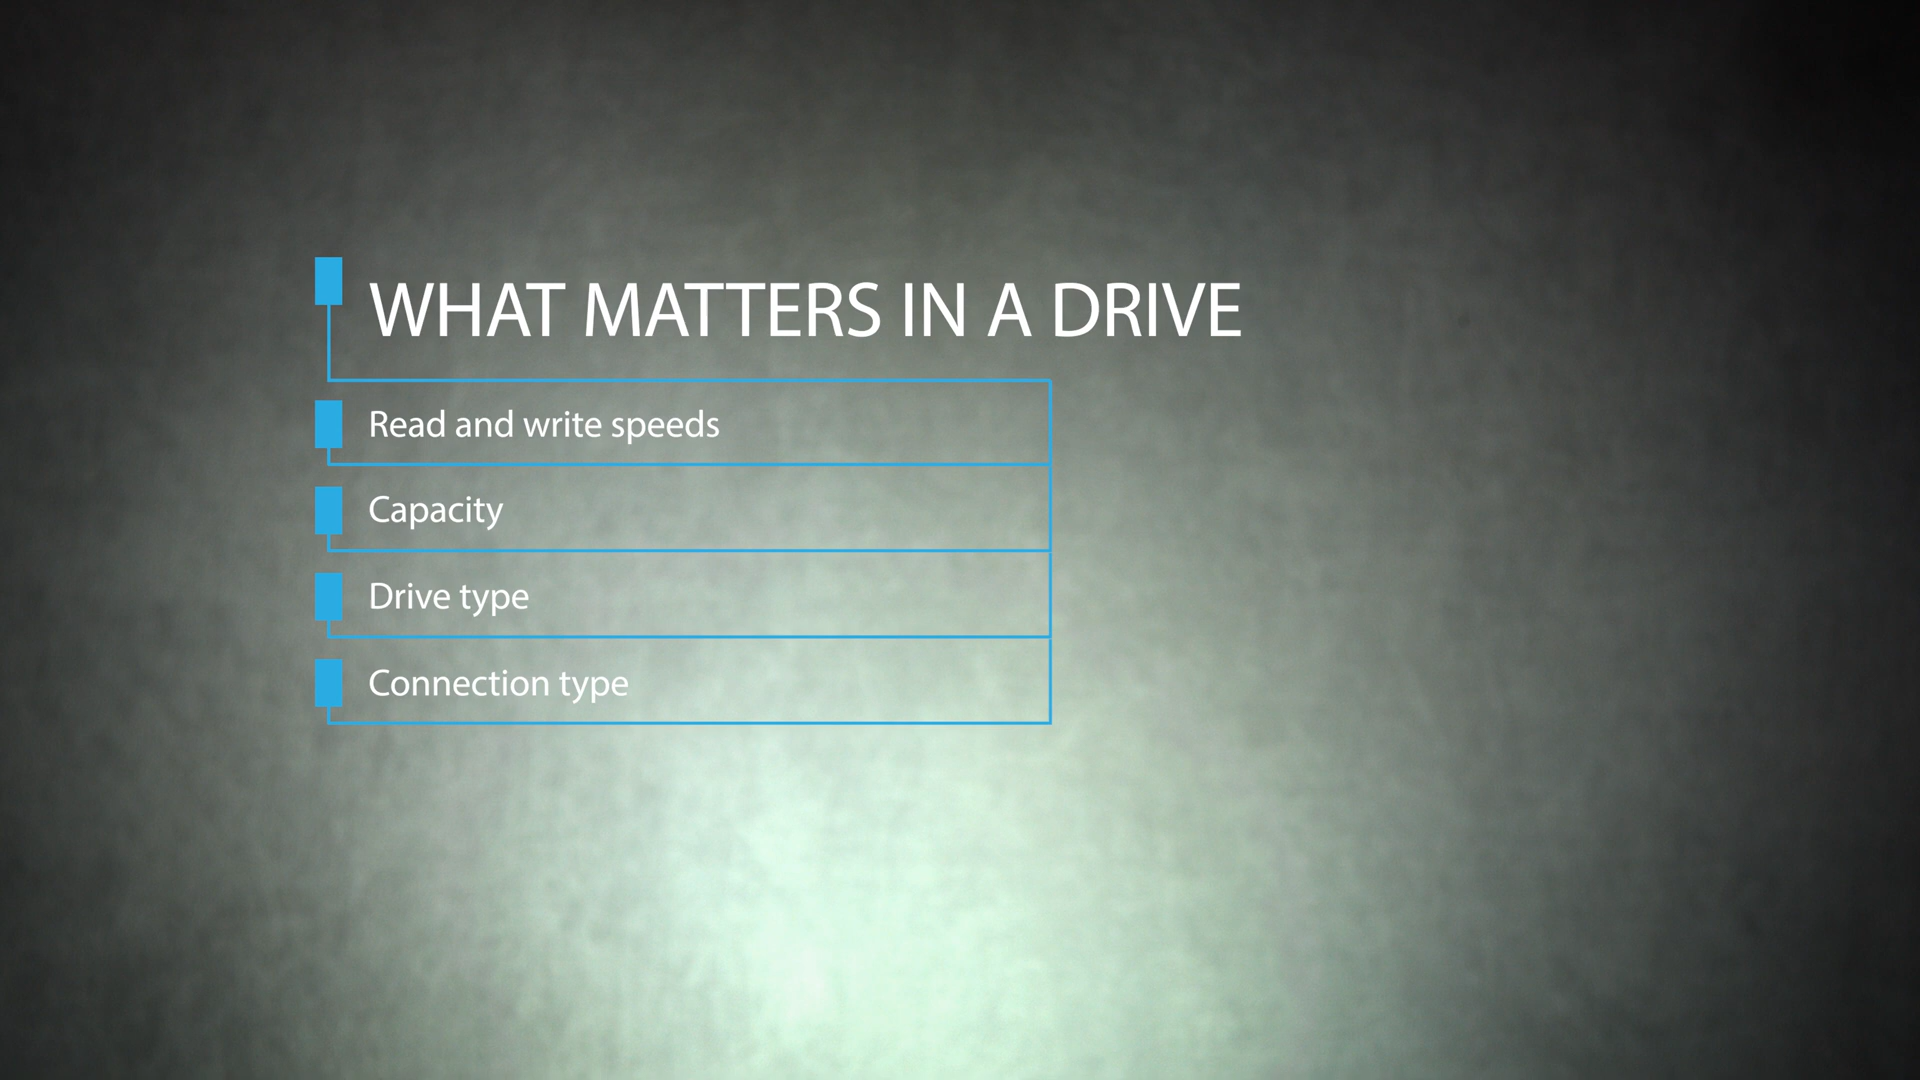 WHAT MATTERS IN A DRIVE
Read and write speeds
Capacity
Drive type
Connection type